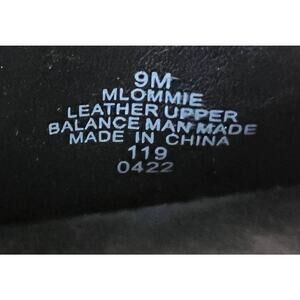 9M
MLOMMIE
LEATHER UPPER
BALANCE MAN MADE
MADE IN CHINA
119
0422